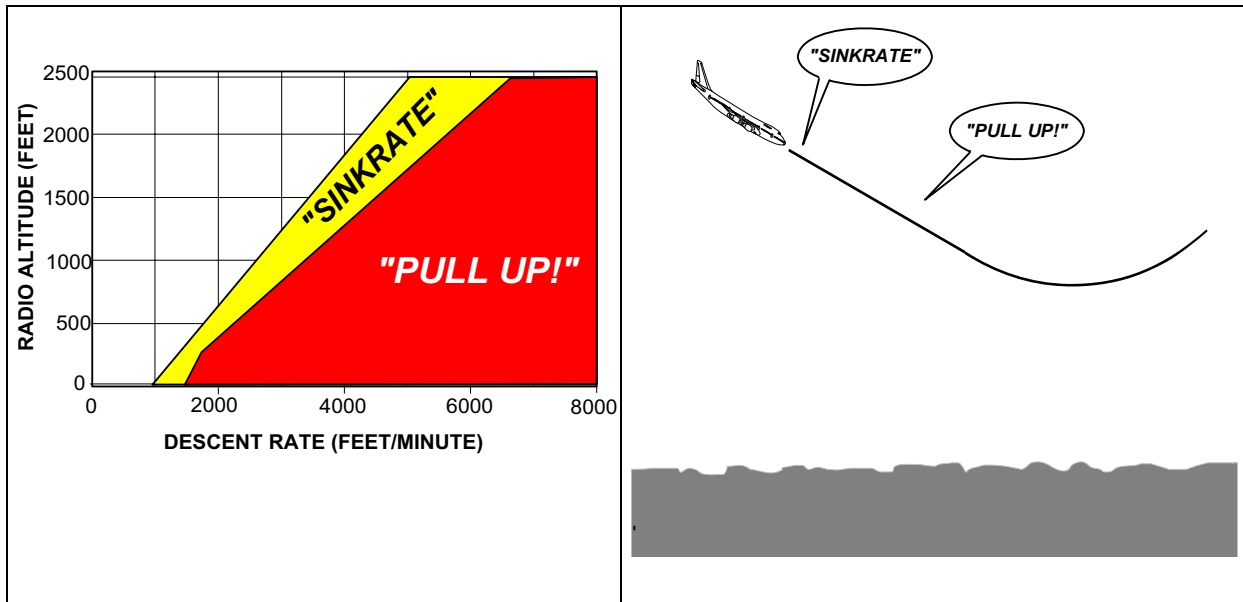 2500
2000
1500
1000
500
0
RADIO ALTITUDE (FEET)
"SINKRATE"
"PULL UP!"
0
2000
4000
6000
8000
DESCENT RATE (FEET/MINUTE)
"SINKRATE"
"PULL UP!"